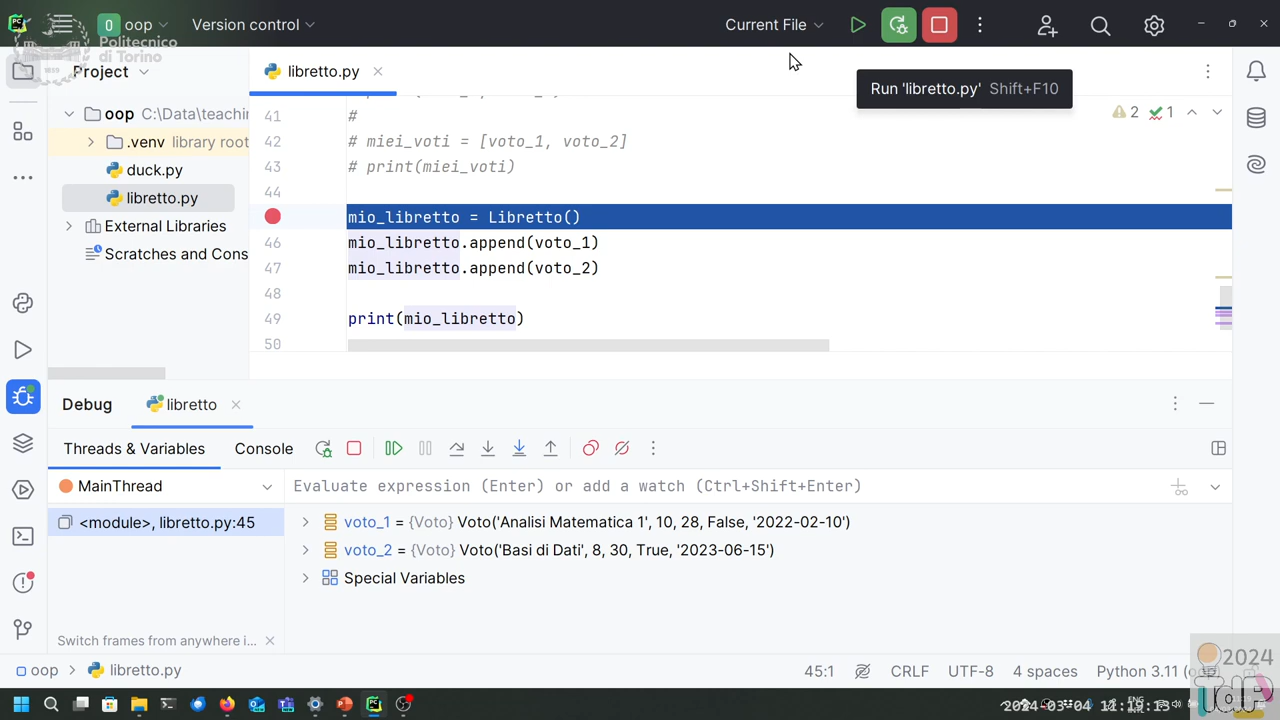 oop
Version control
Current File
Politecnico
di Torino
Project
libretto.py
Run 'libretto.py' Shift+F10
oop C:\Data\teachin
.venv library root
duck.py
libretto.py
External Libraries
Scratches and Cons
2 1
41 #
42 # miei_voti = [voto_1, voto_2]
43 # print(miei_voti)
44
mio_libretto = Libretto()
46 mio_libretto.append(voto_1)
47 mio_libretto.append(voto_2)
48
49 print(mio_libretto)
50
Debug libretto
Threads & Variables Console
MainThread
Evaluate expression (Enter) or add a watch (Ctrl+Shift+Enter)
<module>, libretto.py:45
voto_1 = {Voto} Voto('Analisi Matematica 1', 10, 28, False, '2022-02-10')
voto_2 = {Voto} Voto('Basi di Dati', 8, 30, True, '2023-06-15')
Special Variables
Switch frames from anywhere i...
oop libretto.py
45:1 CRLF UTF-8 4 spaces Python 3.11
2024
TdP